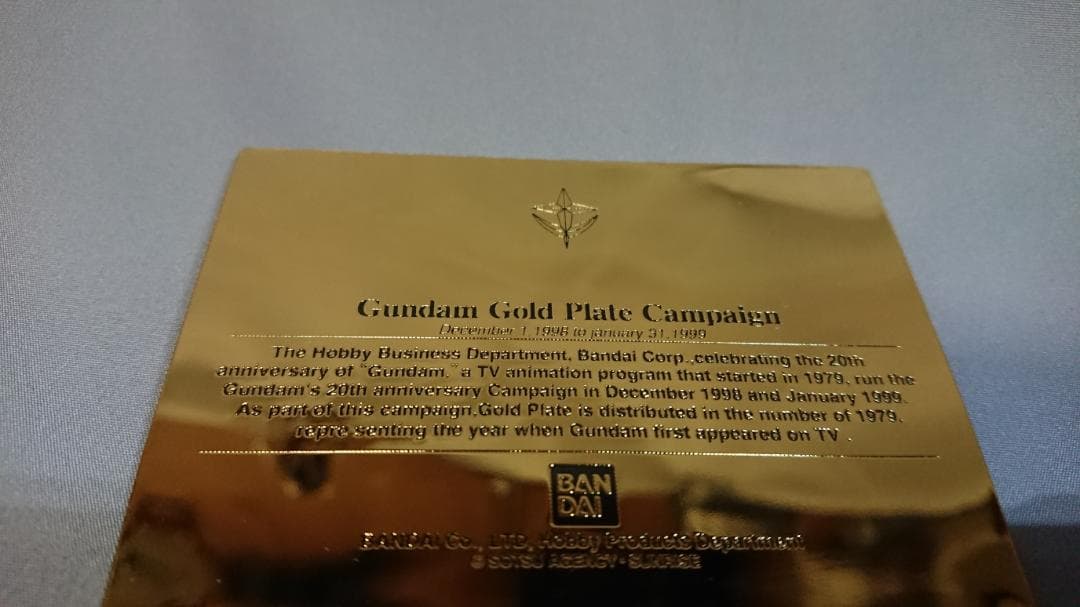 Gundam Gold Plate Campaign
December 1,1998 to january 31,1999
The Hobby Business Department, Bandai Corp.,celebrating the 20th
anniversary of "Gundam," a TV animation program that started in 1979, run the
Gundam's 20th anniversary Campaign in December 1998 and January 1999.
As part of this campaign,Gold Plate is distributed in the number of 1979,
repre senting the year when Gundam first appeared on TV .
BAN
DAI
BANDAI Co., LTD, Hobby Products Department
© SOTSU AGENCY・SUNRISE